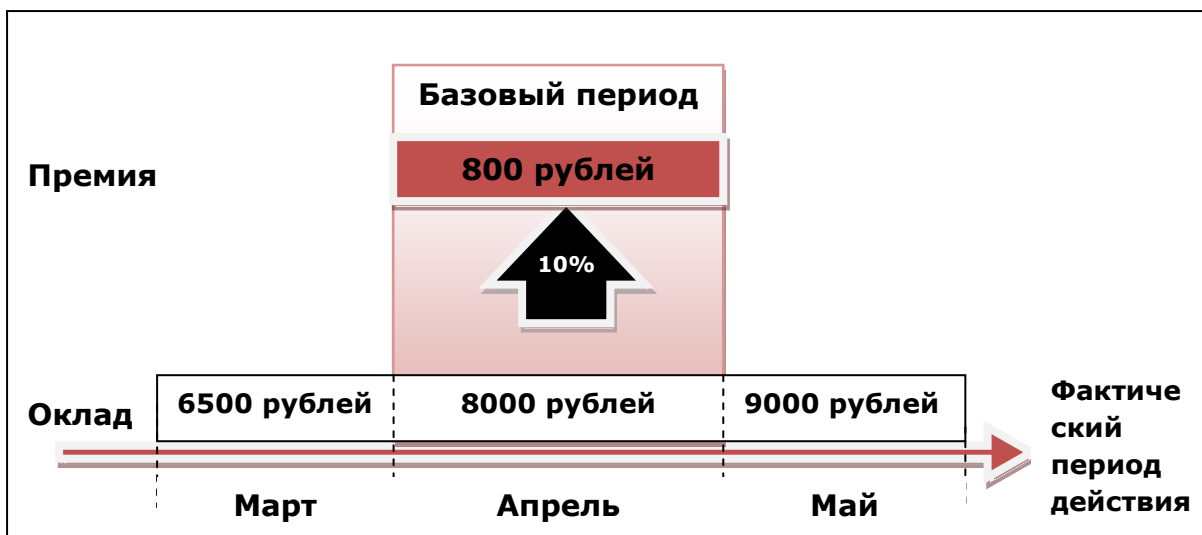 Базовый период
Премия
800 рублей
10%
Оклад
6500 рублей
8000 рублей
9000 рублей
Фактиче
ский
период
действия
Март
Апрель
Май